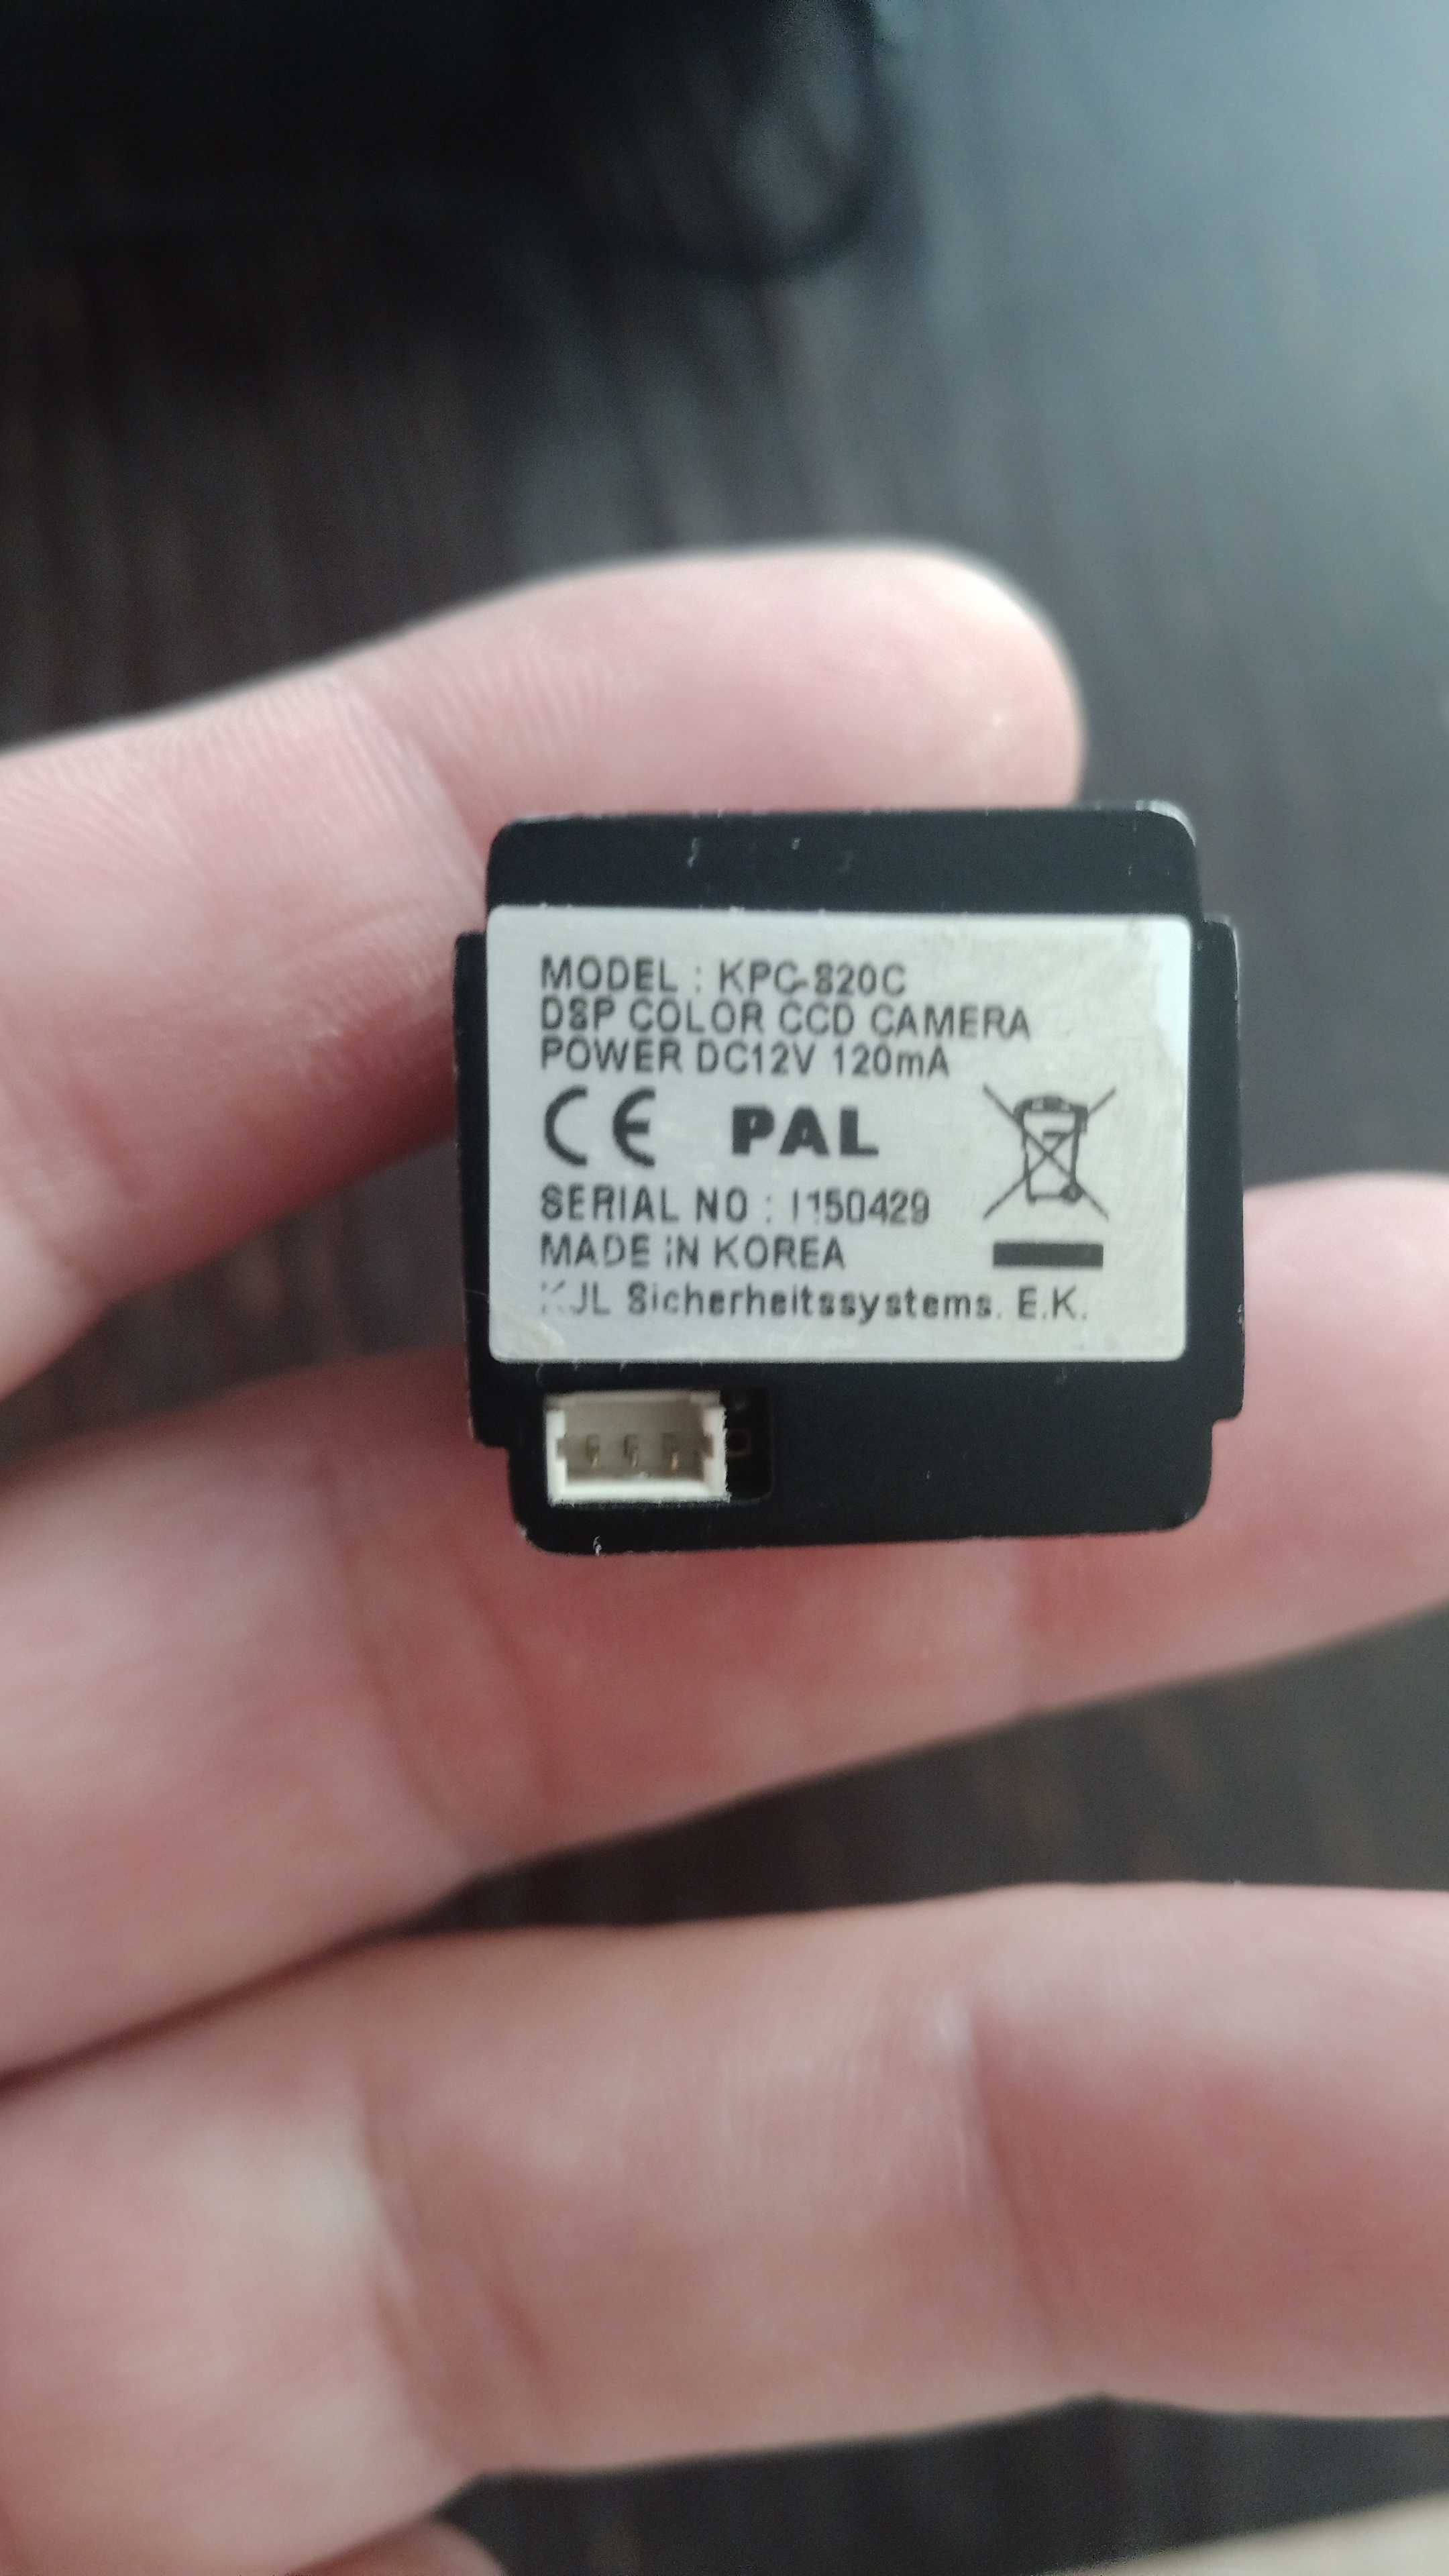 MODEL : KPC-S20C
DSP COLOR CCD CAMERA
POWER DC12V 120mA
CE PAL
SERIAL NO : I150429
MADE IN KOREA
KJL Sicherheitssystems. E.K.